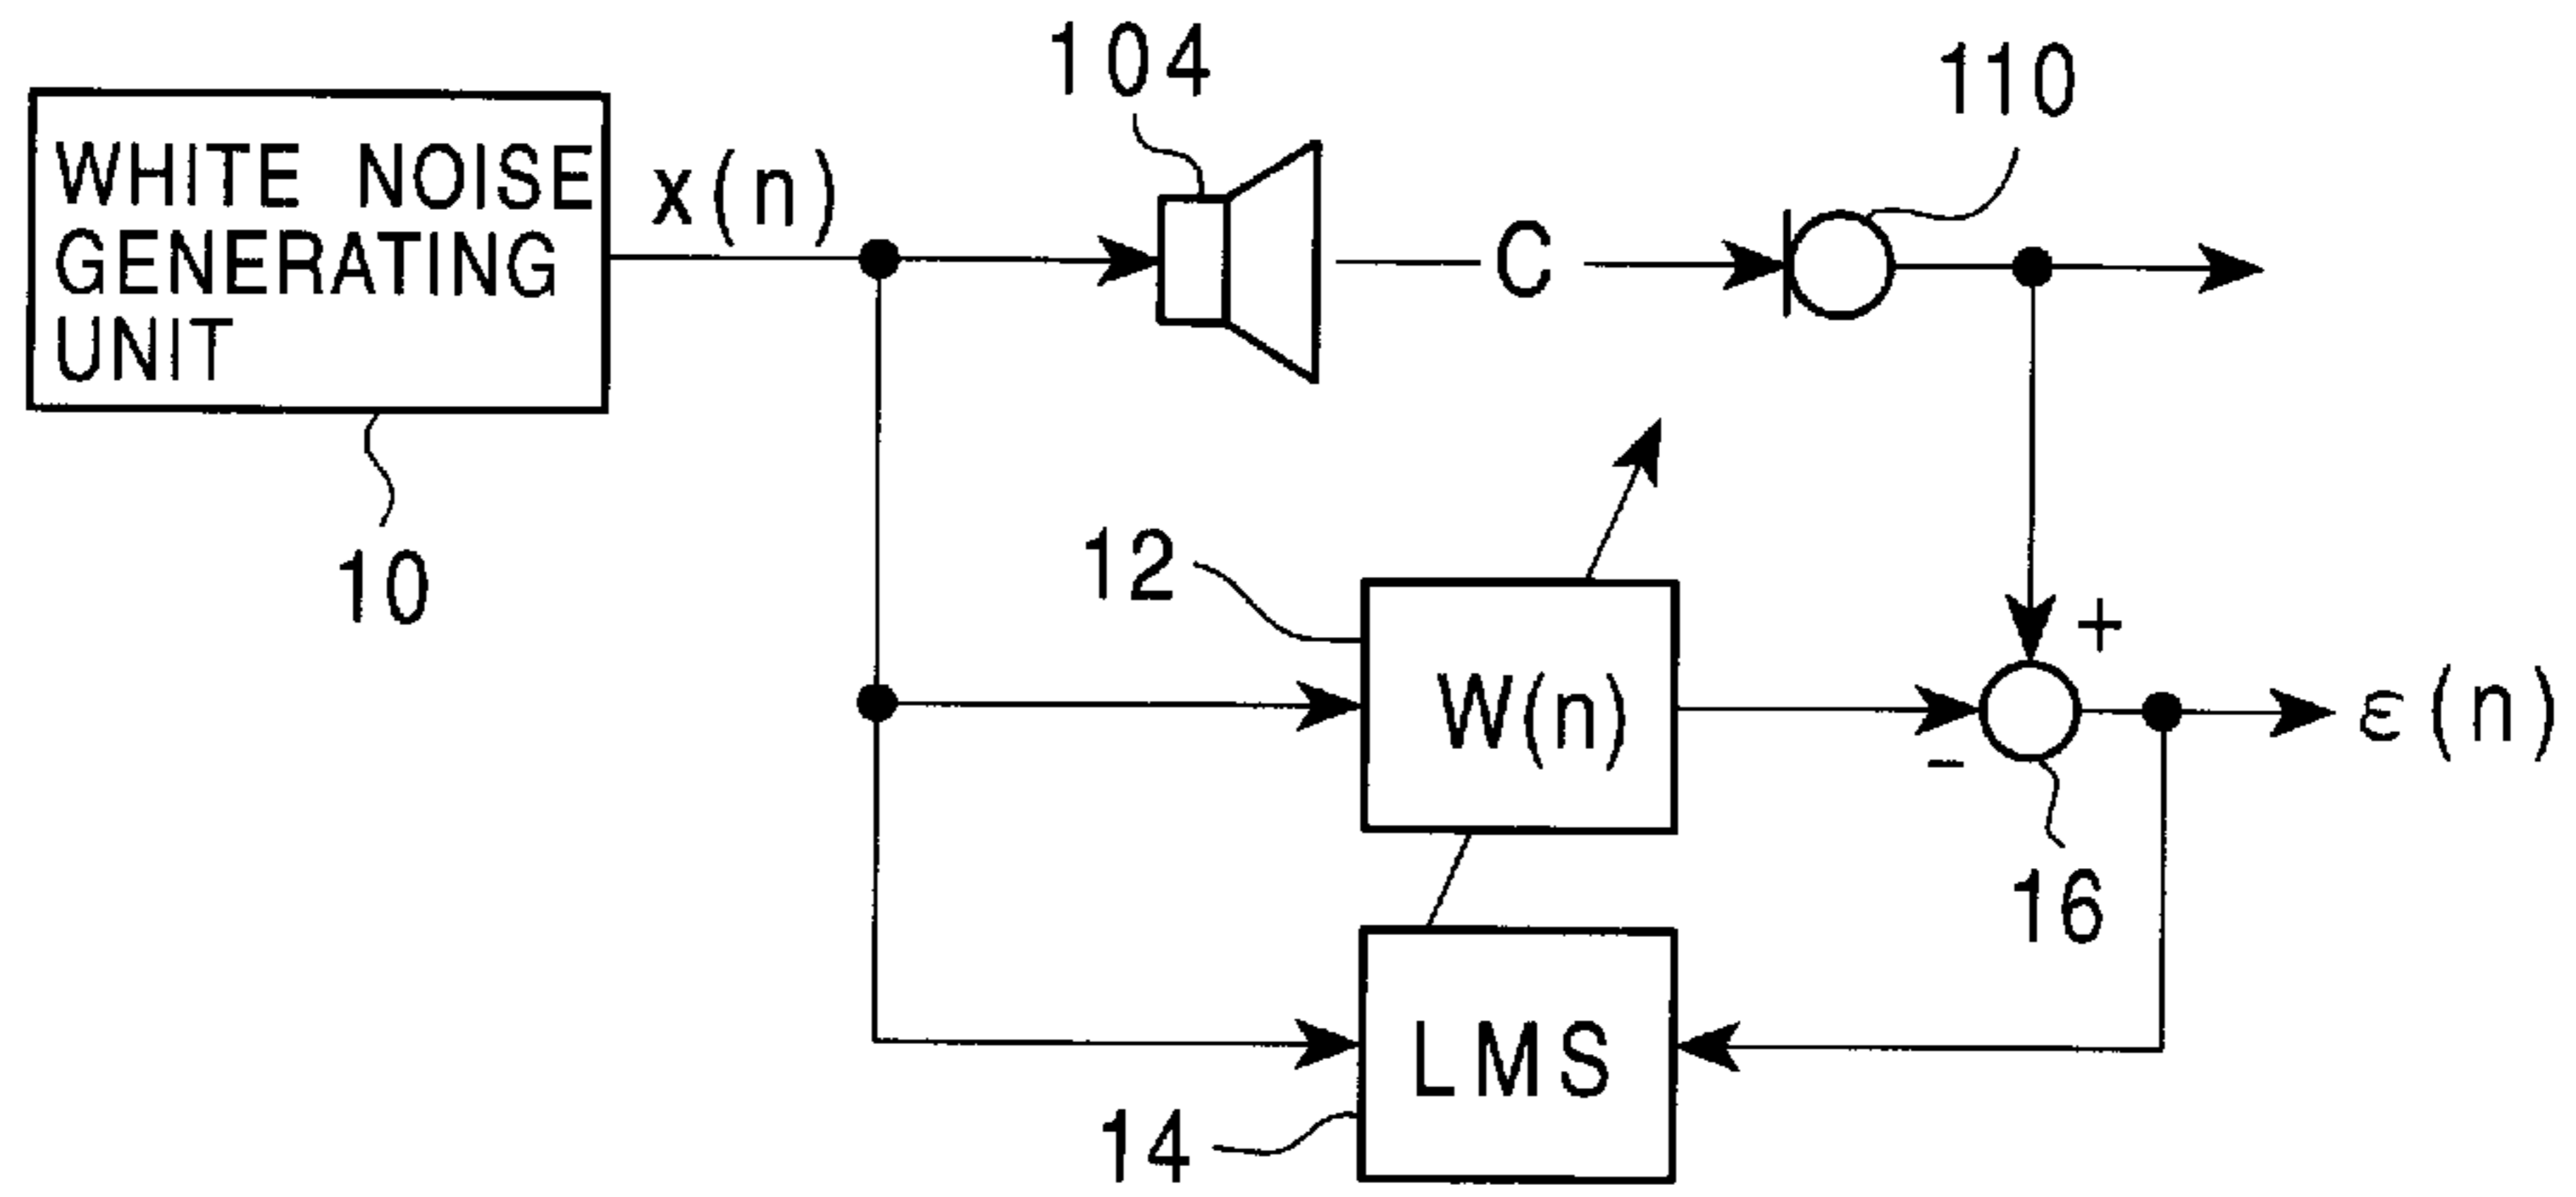 104
110
WHITE NOISE
GENERATING
UNIT
x(n)
C
10
12
+
W(n)
-
ε(n)
16
LMS
14